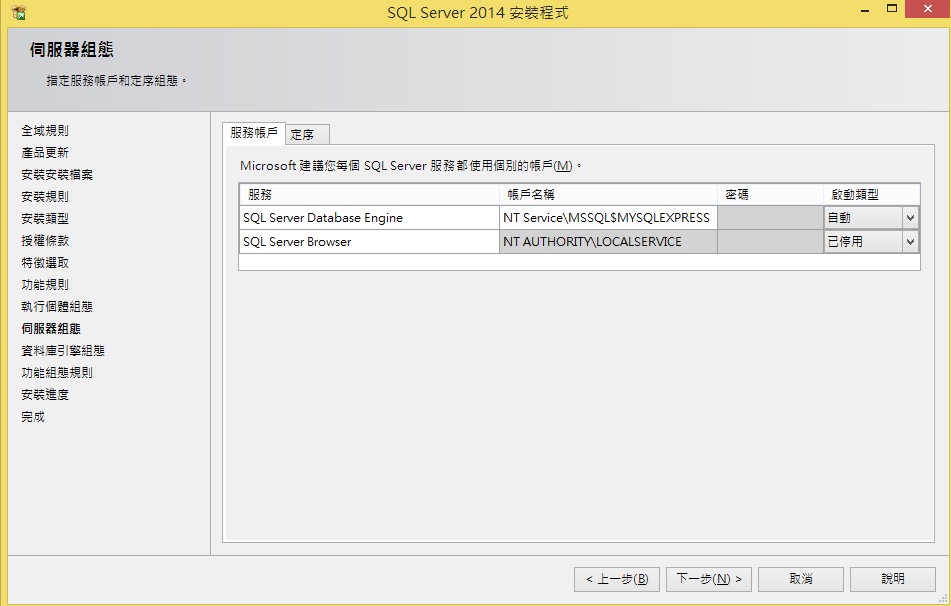 SQL Server 2014 安裝程式
伺服器組態
指定服務帳戶和定序組態。
全域規則
產品更新
安裝安裝檔案
安裝規則
安裝類型
授權條款
特徵選取
功能規則
執行個體組態
伺服器組態
資料庫引擎組態
功能組態規則
安裝進度
完成
服務帳戶 定序
Microsoft 建議您每個 SQL Server 服務都使用個別的帳戶(M)。
服務 帳戶名稱 密碼 啟動類型
SQL Server Database Engine NT Service\MSSQL$MYSQLEXPRESS 自動
SQL Server Browser NT AUTHORITY\LOCALSERVICE 已停用
< 上一步(B) 下一步(N) > 取消 說明